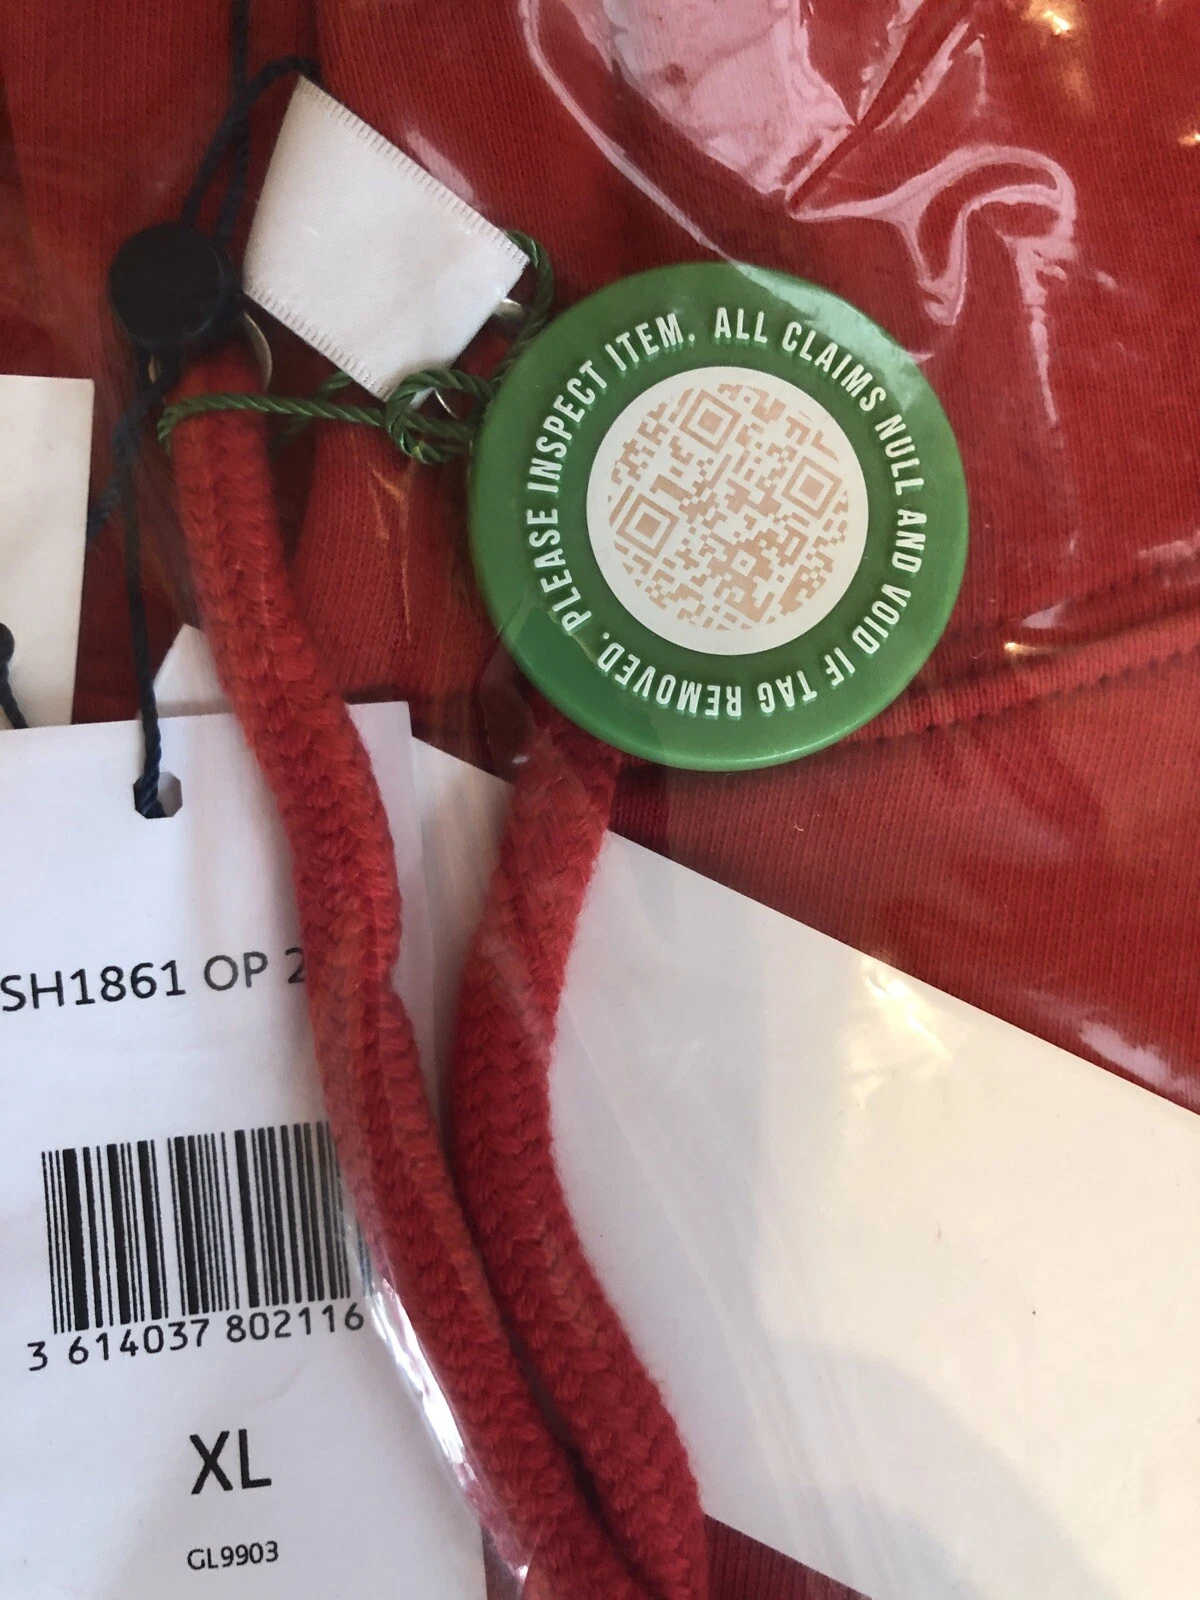 PLEASE INSPECT ITEM. ALL CLAIMS NULL AND VOID IF TAG REMOVED.
SH1861 OP 2
3 614037 802116
XL
GL9903